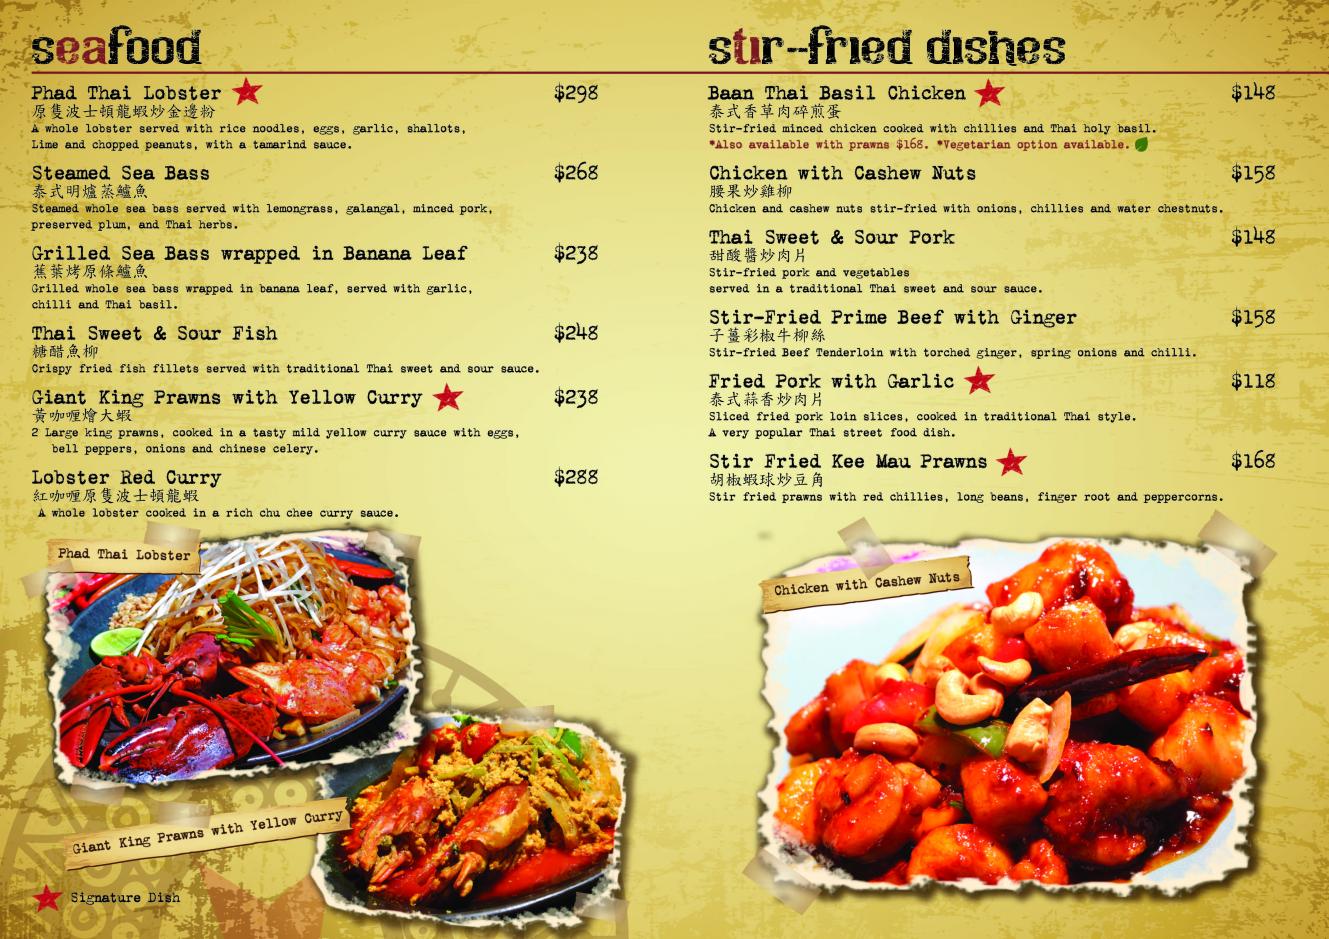 seafood
Phad Thai Lobster $298
原隻波士頓龍蝦炒金邊粉
A whole lobster served with rice noodles, eggs, garlic, shallots,
Lime and chopped peanuts, with a tamarind sauce.
Steamed Sea Bass $268
泰式明爐蒸鱸魚
Steamed whole sea bass served with lemongrass, galangal, minced pork,
preserved plum, and Thai herbs.
Grilled Sea Bass wrapped in Banana Leaf $238
蕉葉烤原條鱸魚
Grilled whole sea bass wrapped in banana leaf, served with garlic,
chilli and Thai basil.
Thai Sweet & Sour Fish $248
糖醋魚柳
Crispy fried fish fillets served with traditional Thai sweet and sour sauce.
Giant King Prawns with Yellow Curry $238
黃咖喱燴大蝦
2 Large king prawns, cooked in a tasty mild yellow curry sauce with eggs,
bell peppers, onions and chinese celery.
Lobster Red Curry $288
紅咖喱原隻波士頓龍蝦
A whole lobster cooked in a rich chu chee curry sauce.
Phad Thai Lobster
Giant King Prawns with Yellow Curry
Signature Dish
stir-fried dishes
Baan Thai Basil Chicken $148
泰式香草肉碎煎蛋
Stir-fried minced chicken cooked with chillies and Thai holy basil.
*Also available with prawns $168. *Vegetarian option available.
Chicken with Cashew Nuts $158
腰果炒雞柳
Chicken and cashew nuts stir-fried with onions, chillies and water chestnuts.
Thai Sweet & Sour Pork $148
甜酸醬炒肉片
Stir-fried pork and vegetables
served in a traditional Thai sweet and sour sauce.
Stir-Fried Prime Beef with Ginger $158
子薑彩椒牛柳絲
Stir-fried Beef Tenderloin with torched ginger, spring onions and chilli.
Fried Pork with Garlic $118
泰式蒜香炒肉片
Sliced fried pork loin slices, cooked in traditional Thai style.
A very popular Thai street food dish.
Stir Fried Kee Mau Prawns $168
胡椒蝦球炒豆角
Stir fried prawns with red chillies, long beans, finger root and peppercorns.
Chicken with Cashew Nuts